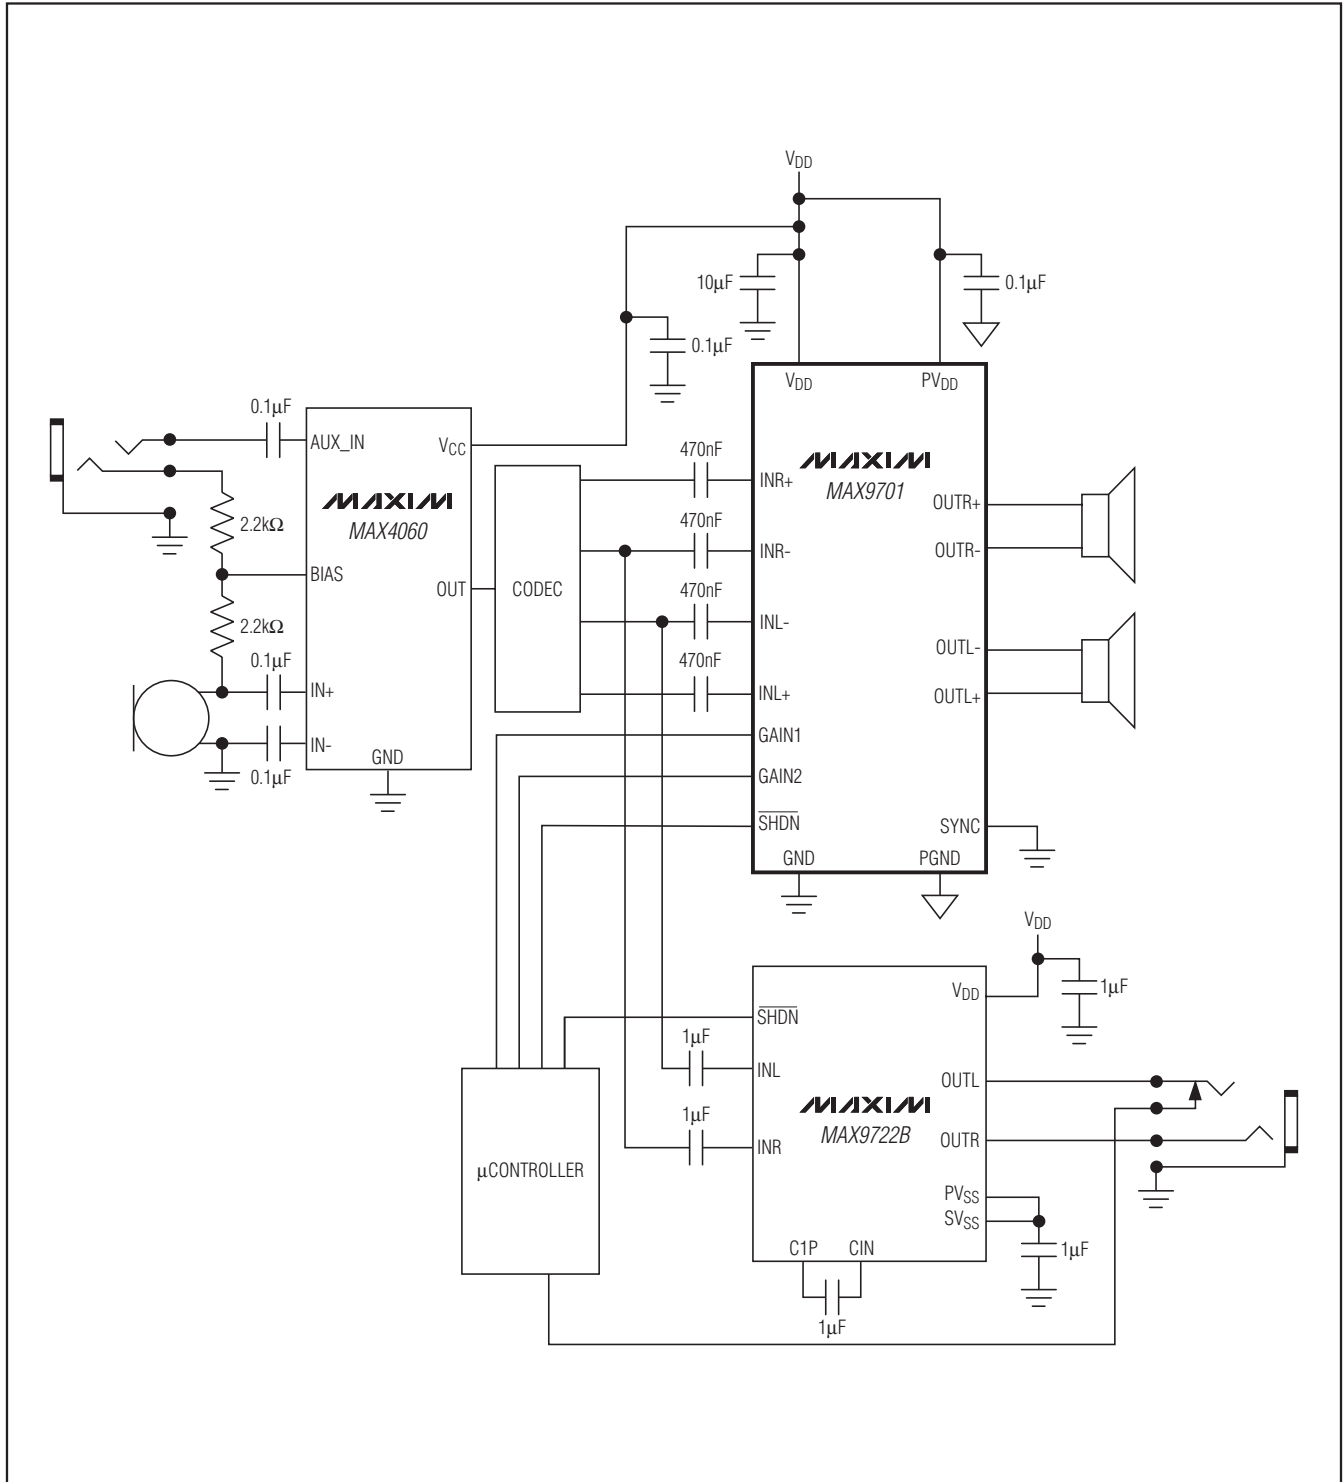 VDD
10µF
0.1µF
0.1µF
VDD
PVDD
0.1µF
AUX_IN
VCC
MAXIM
MAX4060
2.2kΩ
BIAS
OUT
2.2kΩ
0.1µF
IN+
IN-
0.1µF
GND
CODEC
470nF
INR+
470nF
INR-
470nF
INL-
470nF
INL+
MAXIM
MAX9701
OUTR+
OUTR-
OUTL-
OUTL+
GAIN1
GAIN2
SHDN
SYNC
GND
PGND
VDD
VDD
1µF
SHDN
1µF
INL
OUTL
MAXIM
MAX9722B
1µF
INR
OUTR
µCONTROLLER
PVSS
SVSS
1µF
C1P
CIN
1µF